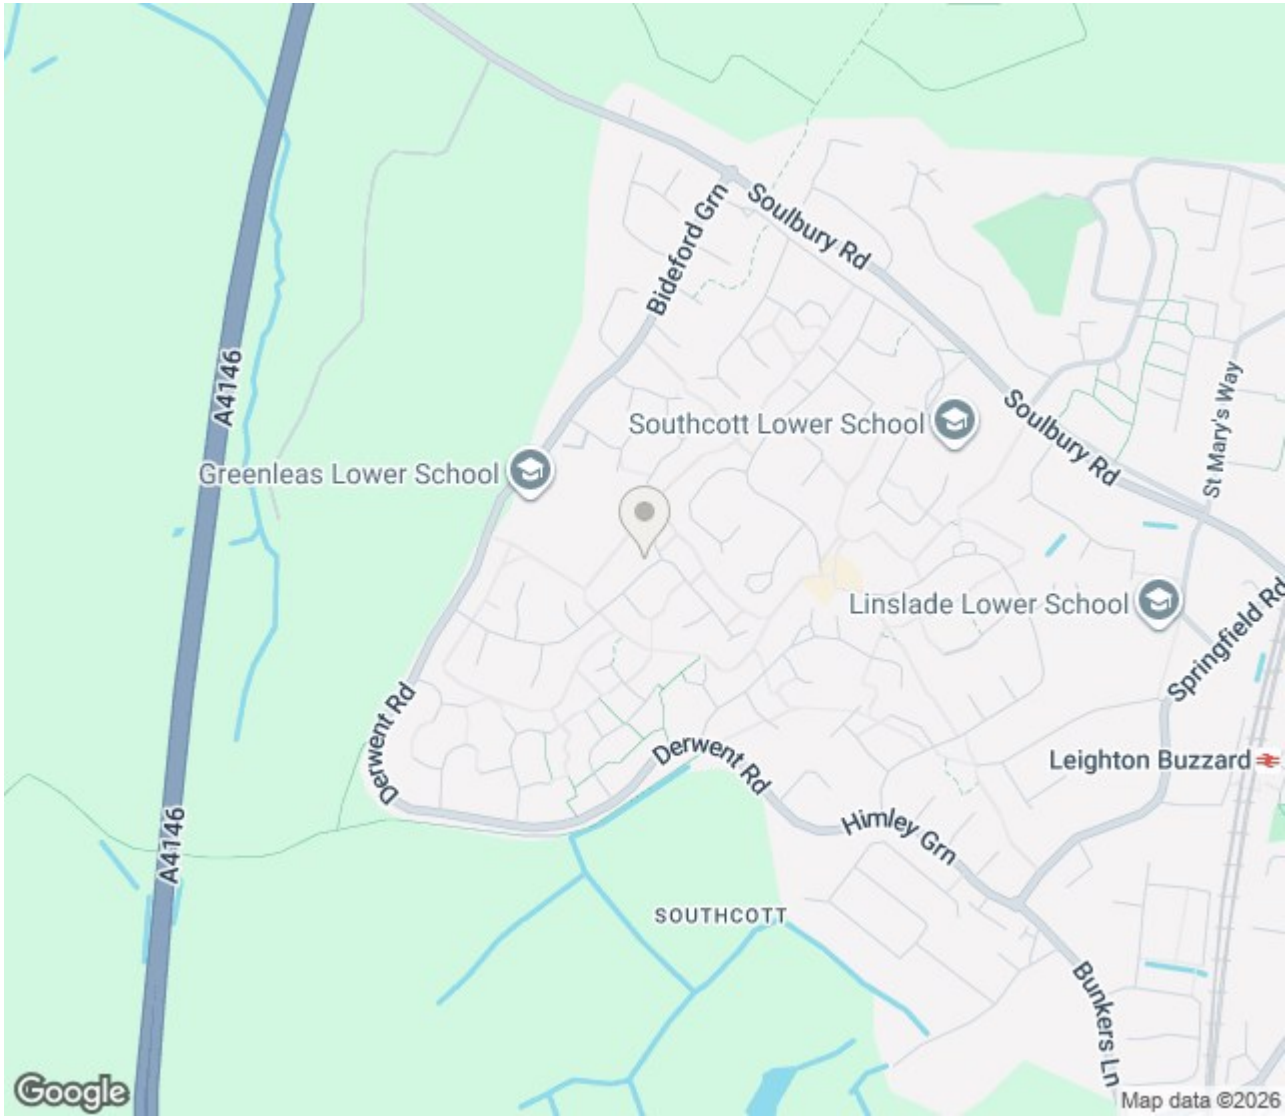 Bideford Grn
Soulbury Rd
A4146
Southcott Lower School
Soulbury Rd
St Mary's Way
Greenleas Lower School
Linslade Lower School
Springfield Rd
Derwent Rd
Derwent Rd
Leighton Buzzard
A4146
Himley Grn
SOUTHCOTT
Bunkers Ln
Google
Map data ©2026